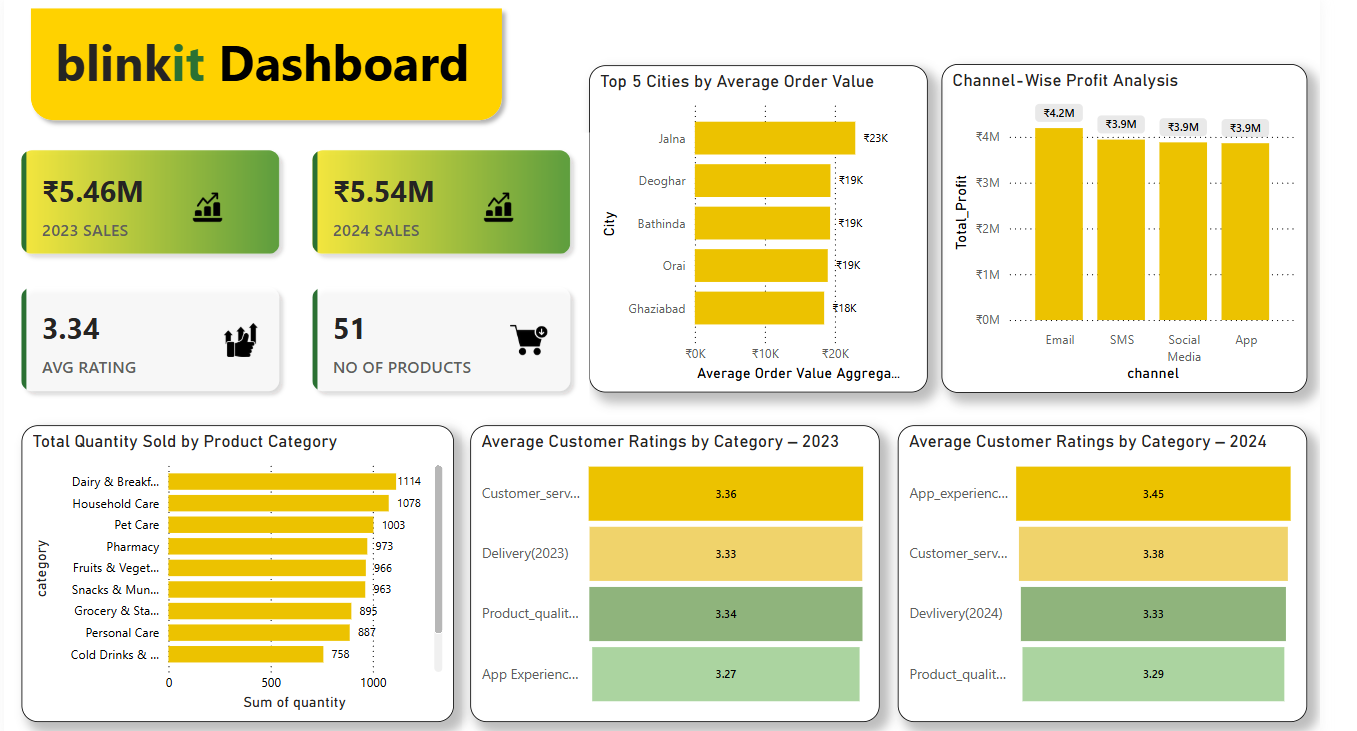 blinkit Dashboard
₹5.46M
2023 SALES
₹5.54M
2024 SALES
3.34
AVG RATING
51
NO OF PRODUCTS
Top 5 Cities by Average Order Value
City
Jalna
₹23K
Deoghar
₹19K
Bathinda
₹19K
Orai
₹19K
Ghaziabad
₹18K
₹0K
₹10K
₹20K
Average Order Value Aggrega...
Channel-Wise Profit Analysis
Total_Profit
₹4M
₹3M
₹2M
₹1M
₹0M
₹4.2M
₹3.9M
₹3.9M
₹3.9M
Email
SMS
Social
Media
App
channel
Total Quantity Sold by Product Category
category
Dairy & Breakf...
1114
Household Care
1078
Pet Care
1003
Pharmacy
973
Fruits & Veget...
966
Snacks & Mun...
963
Grocery & Sta...
895
Personal Care
887
Cold Drinks & ...
758
0
500
1000
Sum of quantity
Average Customer Ratings by Category – 2023
Customer_serv...
3.36
Delivery(2023)
3.33
Product_qualit...
3.34
App Experienc...
3.27
Average Customer Ratings by Category – 2024
App_experienc...
3.45
Customer_serv...
3.38
Devlivery(2024)
3.33
Product_qualit...
3.29